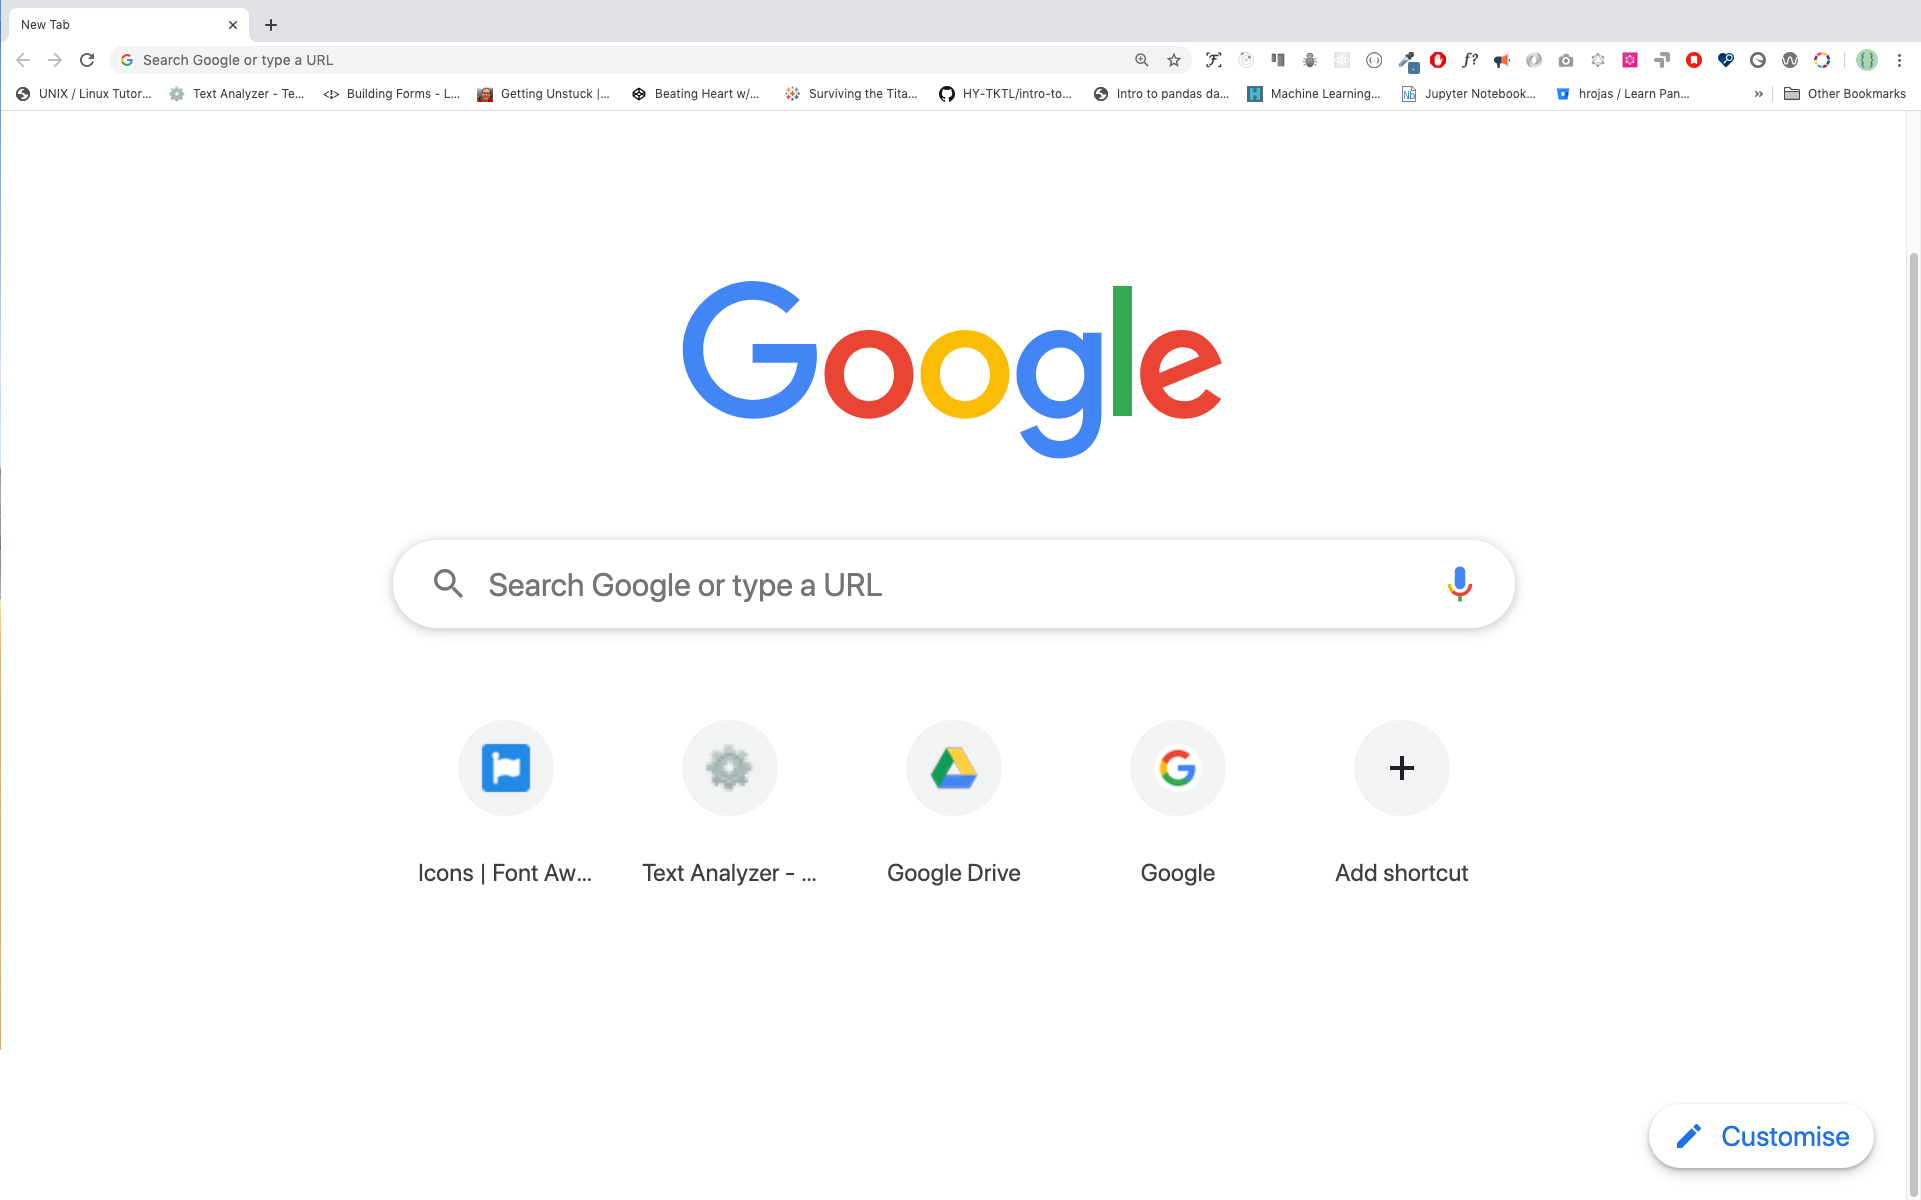 New Tab
Search Google or type a URL
f?
UNIX / Linux Tutor...
Text Analyzer - Te...
Building Forms - L...
Getting Unstuck |...
Beating Heart w/...
Surviving the Tita...
HY-TKTL/intro-to...
Intro to pandas da...
Machine Learning...
Jupyter Notebook...
hrojas / Learn Pan...
»
Other Bookmarks
Google
Search Google or type a URL
Icons | Font Aw...
Text Analyzer - ...
Google Drive
Google
Add shortcut
Customise